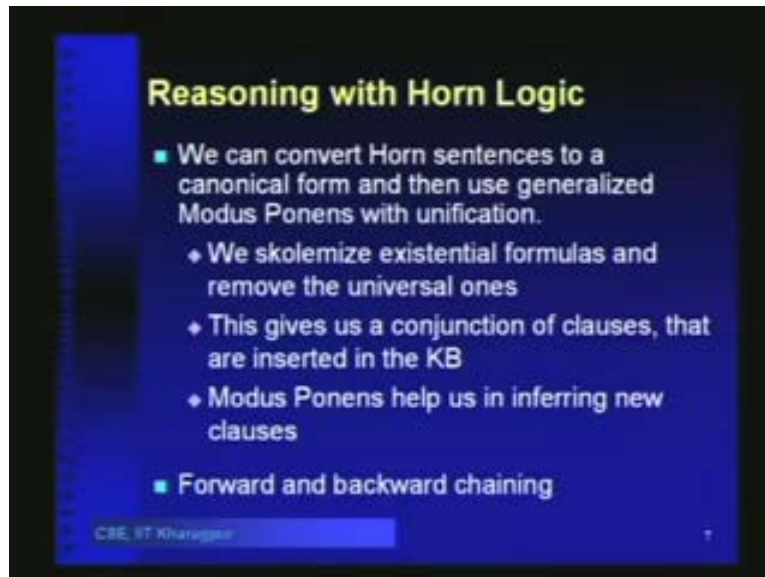 Reasoning with Horn Logic
We can convert Horn sentences to a
canonical form and then use generalized
Modus Ponens with unification.
We skolemize existential formulas and
remove the universal ones
This gives us a conjunction of clauses, that
are inserted in the KB
Modus Ponens help us in inferring new
clauses
Forward and backward chaining
CSE, IIT Kharagpur
7